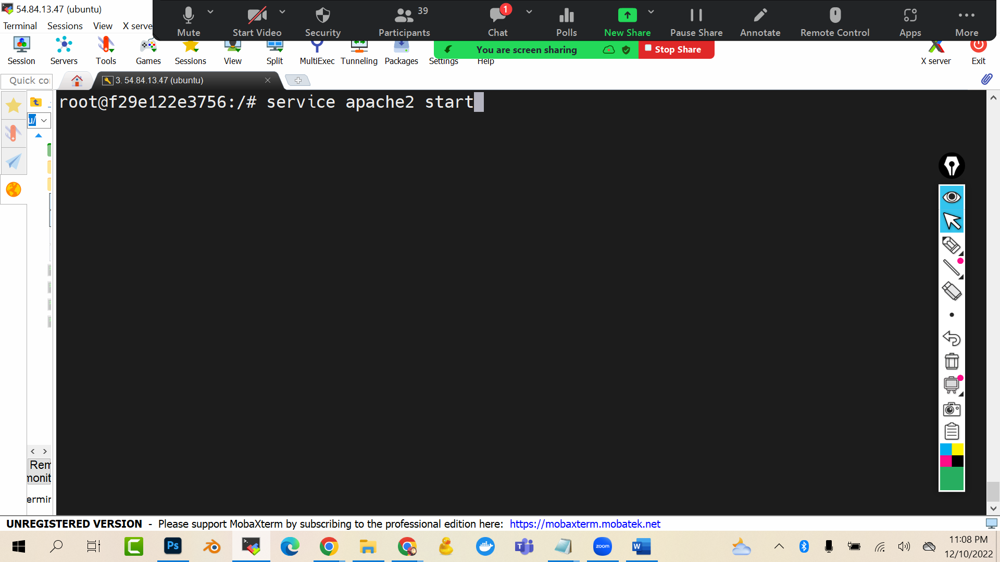 54.84.13.47 (ubuntu)
Mute
Start Video
Security
39
Participants
1
Chat
Polls
New Share
Pause Share
Annotate
Remote Control
Apps
More
Terminal Sessions View X serve
You are screen sharing
Stop Share
Session
Servers
Tools
Games
Sessions
View
Split
MultiExec
Tunneling
Packages
Settings
Help
X server
Exit
Quick co
3. 54.84.13.47 (ubuntu)
root@f29e122e3756:/# service apache2 start
u/
Rem
monit
ermin
UNREGISTERED VERSION - Please support MobaXterm by subscribing to the professional edition here: https://mobaxterm.mobatek.net
Ps
zoom
W
11:08 PM
12/10/2022